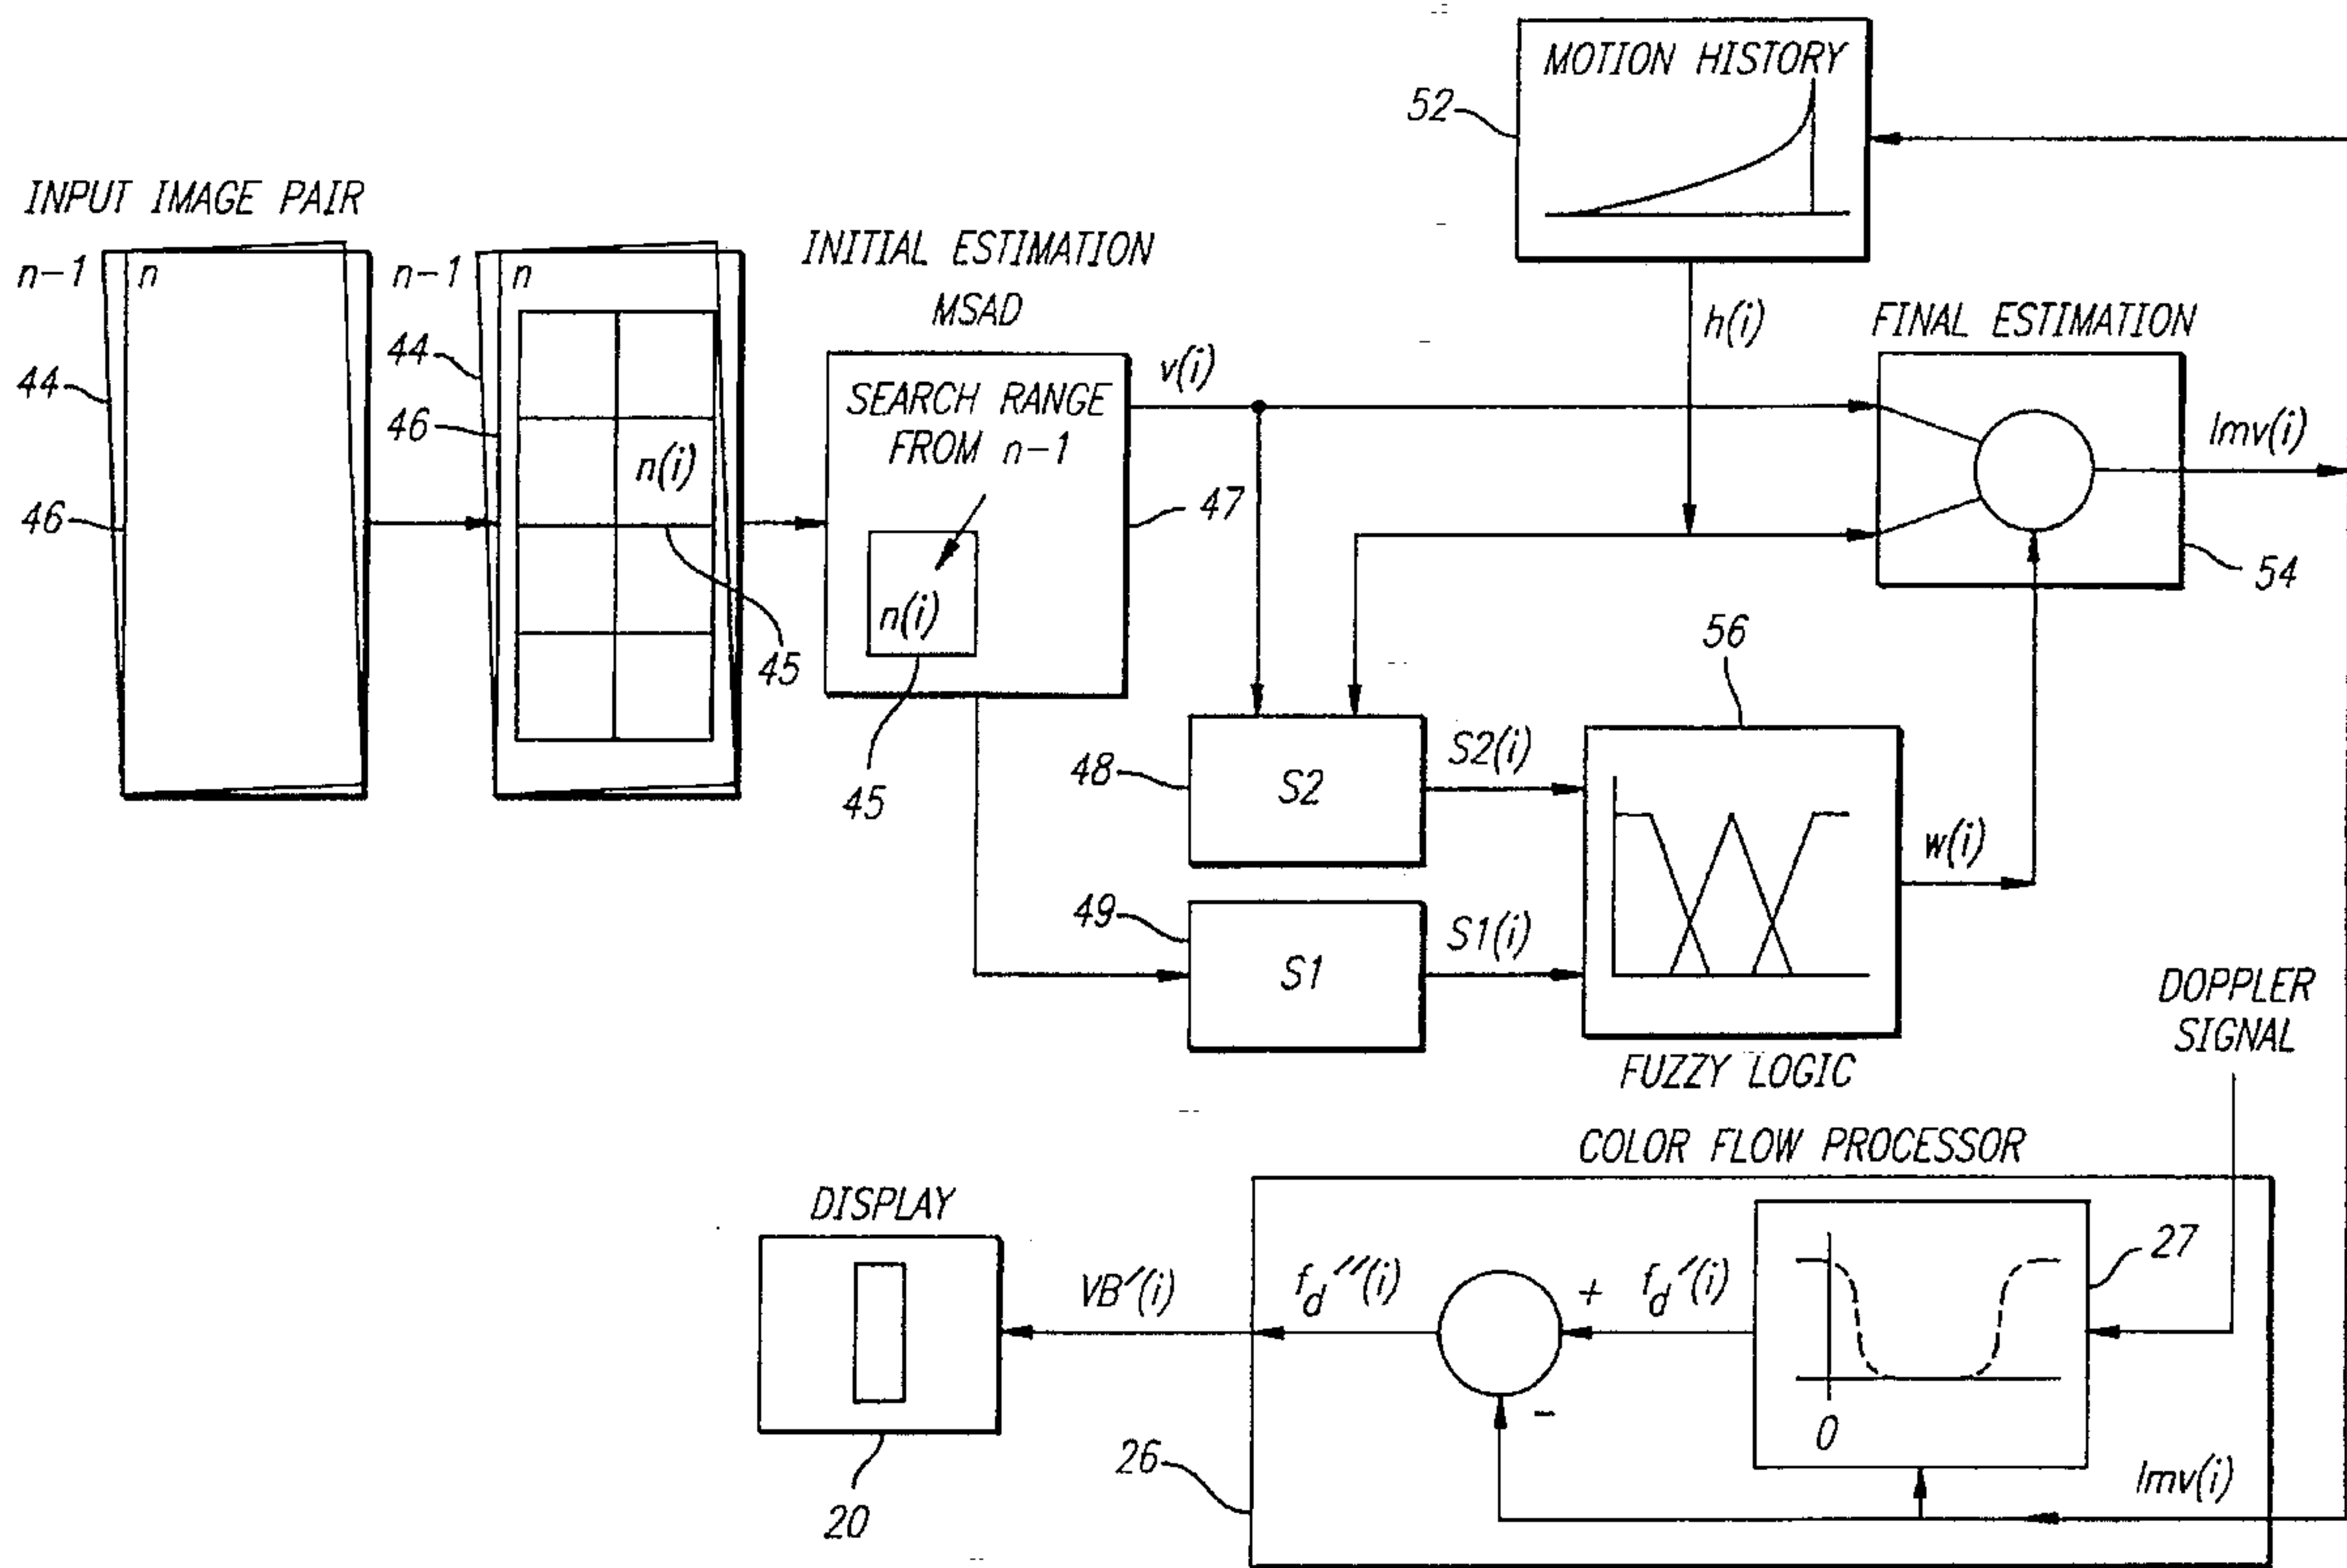 MOTION HISTORY
52
INPUT IMAGE PAIR
n-1
n
44
46
n-1
n
44
46
n(i)
45
INITIAL ESTIMATION
MSAD
SEARCH RANGE
FROM n-1
n(i)
45
47
v(i)
h(i)
FINAL ESTIMATION
lmv(i)
54
56
48
S2
S2(i)
49
S1
S1(i)
w(i)
FUZZY LOGIC
DOPPLER
SIGNAL
COLOR FLOW PROCESSOR
DISPLAY
20
VB′(i)
f_d″(i)
+
f_d′(i)
-
27
0
26
lmv(i)